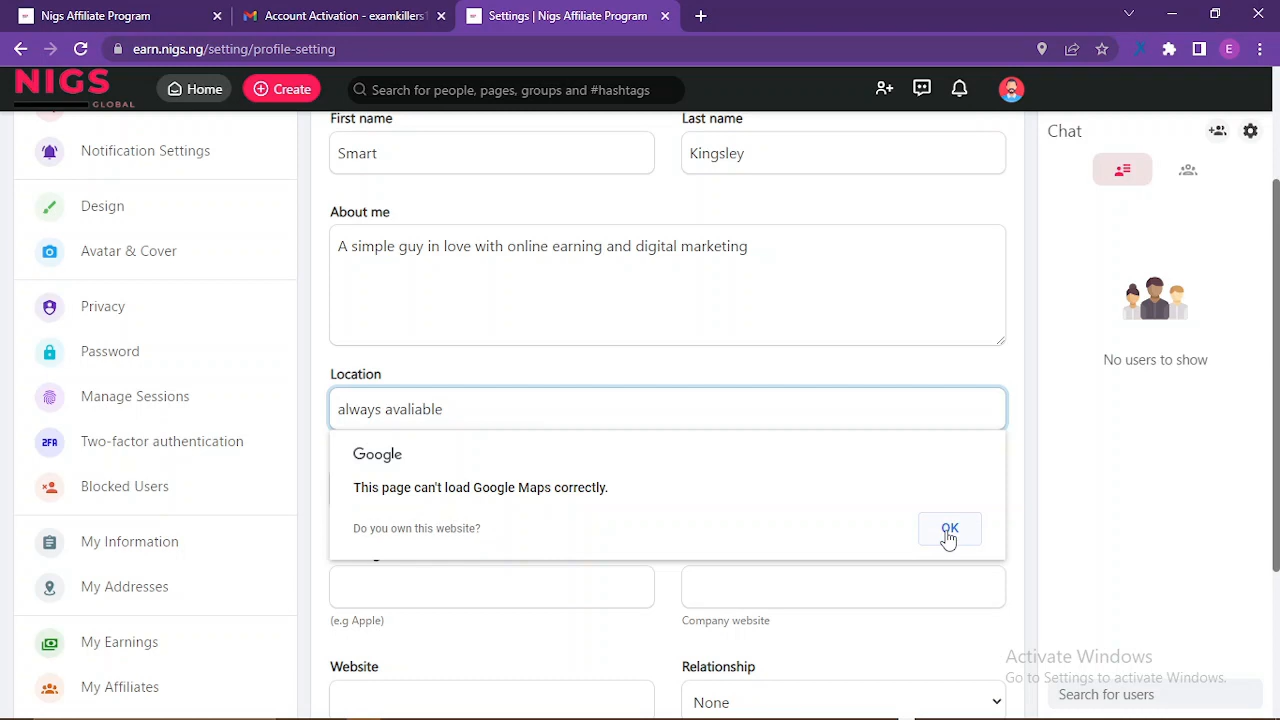 Nigs Affiliate Program
Account Activation - examkillers
Settings | Nigs Affiliate Program
earn.nigs.ng/setting/profile-setting
E
NIGS
GLOBAL
Home
Create
Search for people, pages, groups and #hashtags
Notification Settings
Design
Avatar & Cover
Privacy
Password
Manage Sessions
2FA
Two-factor authentication
Blocked Users
My Information
My Addresses
My Earnings
My Affiliates
First name
Last name
Smart
Kingsley
About me
A simple guy in love with online earning and digital marketing
Location
always avaliable
Google
This page can't load Google Maps correctly.
Do you own this website?
OK
(e.g Apple)
Company website
Website
Relationship
None
Chat
No users to show
Activate Windows
Go to Settings to activate Windows.
Search for users